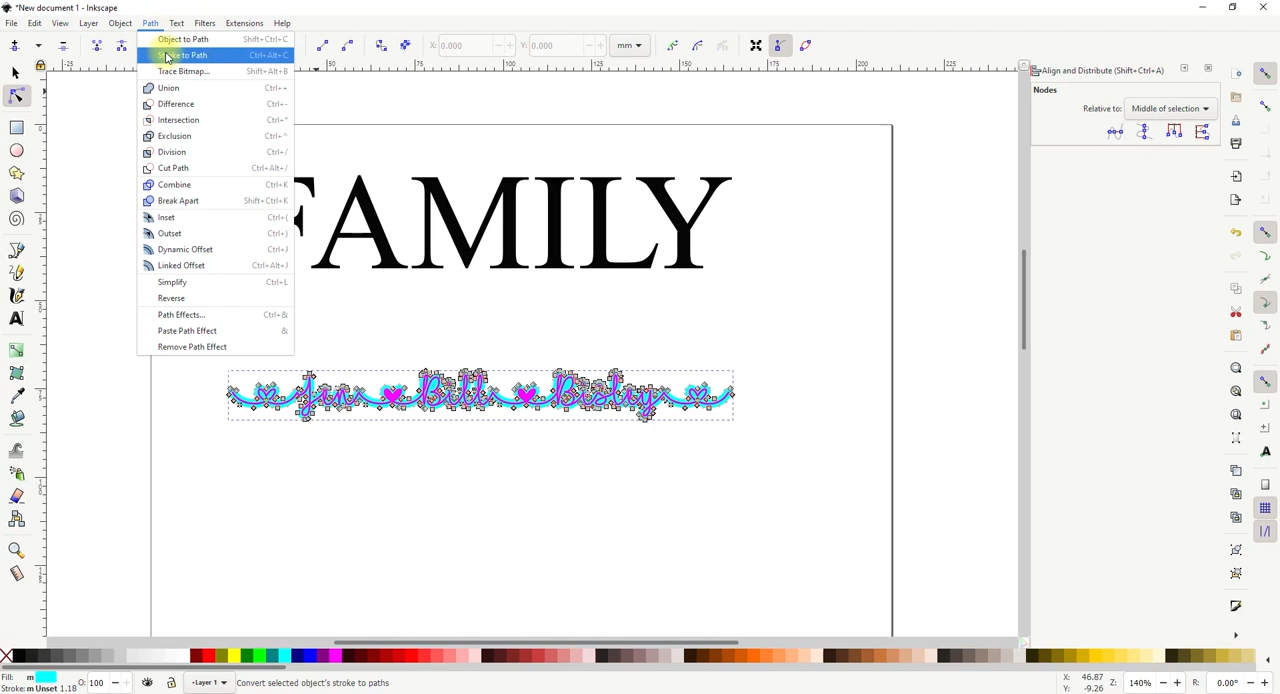 *New document 1 - Inkscape
File Edit View Layer Object Path Text Filters Extensions Help
Object to Path Shift+Ctrl+C
Stroke to Path Ctrl+Alt+C
Trace Bitmap... Shift+Alt+B
Union Ctrl++
Difference Ctrl+-
Intersection Ctrl+*
Exclusion Ctrl+^
Division Ctrl+/
Cut Path Ctrl+Alt+/
Combine Ctrl+K
Break Apart Shift+Ctrl+K
Inset Ctrl+(
Outset Ctrl+)
Dynamic Offset Ctrl+J
Linked Offset Ctrl+Alt+J
Simplify Ctrl+L
Reverse
Path Effects... Ctrl+&
Paste Path Effect &
Remove Path Effect
X: 0.000 Y: 0.000 mm
Align and Distribute (Shift+Ctrl+A)
Nodes
Relative to: Middle of selection
FAMILY
Fill: m
Stroke: m Unset 1.18
O: 100
-Layer 1
Convert selected object's stroke to paths
X: 46.87
Y: -9.26
Z: 140%
R: 0.00°